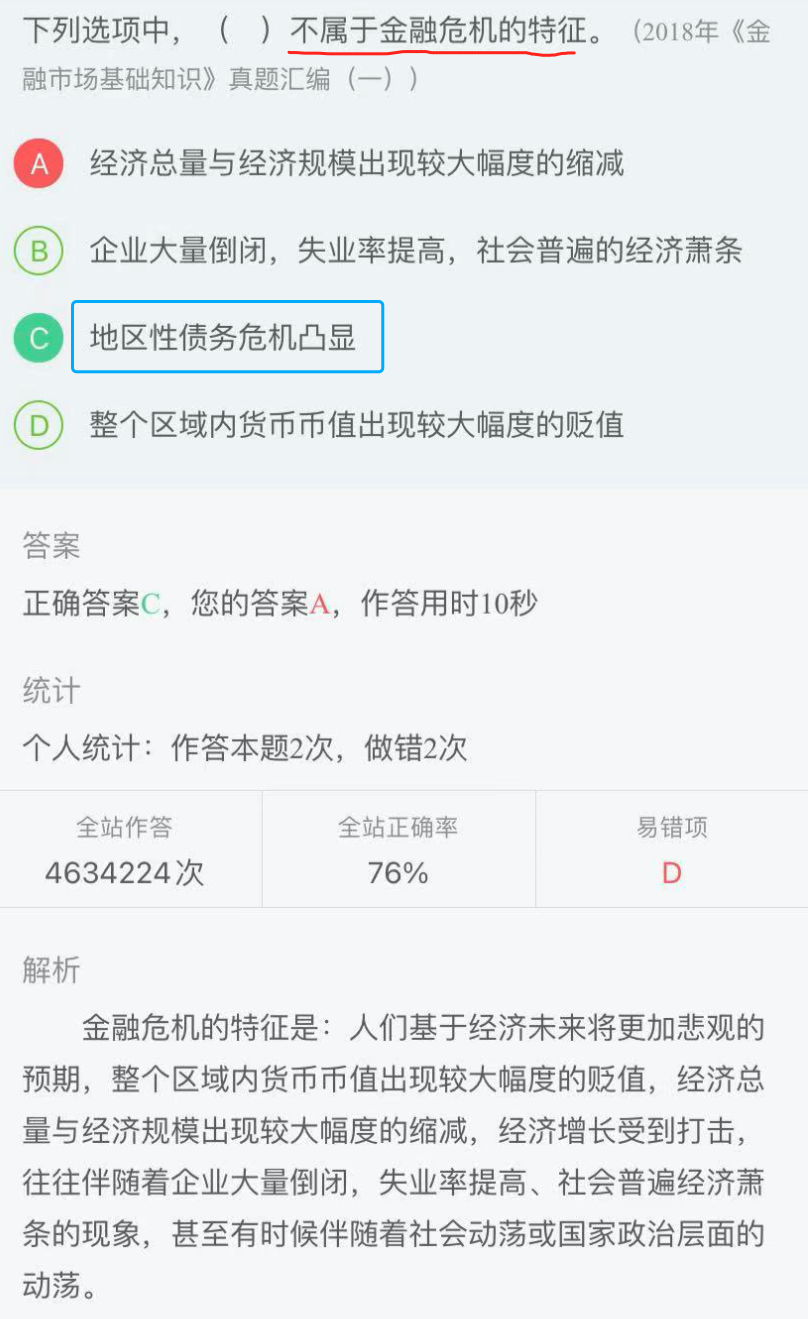 下列选项中，（ ）不属于金融危机的特征。（2018年《金
融市场基础知识》真题汇编（一））
A 经济总量与经济规模出现较大幅度的缩减
B 企业大量倒闭，失业率提高，社会普遍的经济萧条
C 地区性债务危机凸显
D 整个区域内货币币值出现较大幅度的贬值
答案
正确答案C，您的答案A，作答用时10秒
统计
个人统计：作答本题2次，做错2次
全站作答 全站正确率 易错项
4634224次 76% D
解析
金融危机的特征是：人们基于经济未来将更加悲观的
预期，整个区域内货币币值出现较大幅度的贬值，经济总
量与经济规模出现较大幅度的缩减，经济增长受到打击，
往往伴随着企业大量倒闭，失业率提高、社会普遍经济萧
条的现象，甚至有时候伴随着社会动荡或国家政治层面的
动荡。